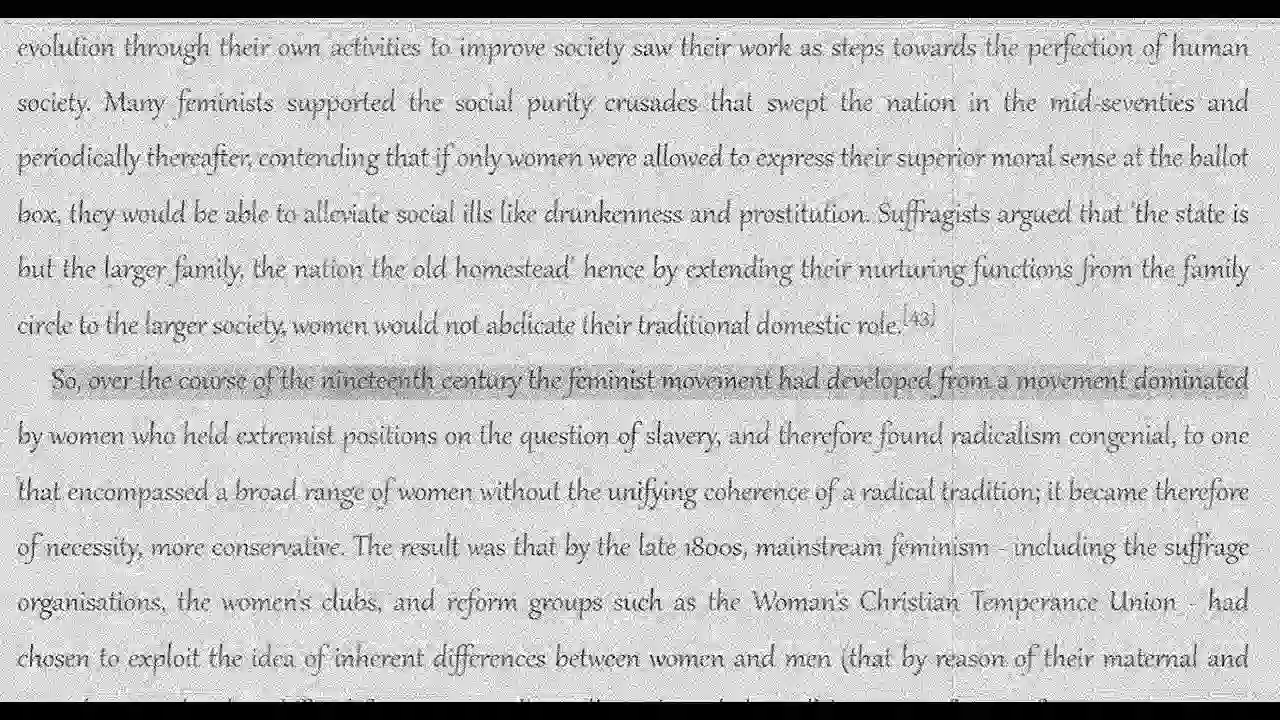 evolution through their own activities to improve society saw their work as steps towards the perfection of human
society. Many feminists supported the social purity crusades that swept the nation in the mid-seventies and
periodically thereafter, contending that if only women were allowed to express their superior moral sense at the ballot
box, they would be able to alleviate social ills like drunkenness and prostitution. Suffragists argued that 'the state is
but the larger family, the nation the old homestead' hence by extending their nurturing functions from the family
circle to the larger society, women would not abdicate their traditional domestic role.[43]
So, over the course of the nineteenth century the feminist movement had developed from a movement dominated
by women who held extremist positions on the question of slavery, and therefore found radicalism congenial, to one
that encompassed a broad range of women without the unifying coherence of a radical tradition; it became therefore
of necessity, more conservative. The result was that by the late 1800s, mainstream feminism - including the suffrage
organisations, the women's clubs, and reform groups such as the Woman's Christian Temperance Union - had
chosen to exploit the idea of inherent differences between women and men (that by reason of their maternal and